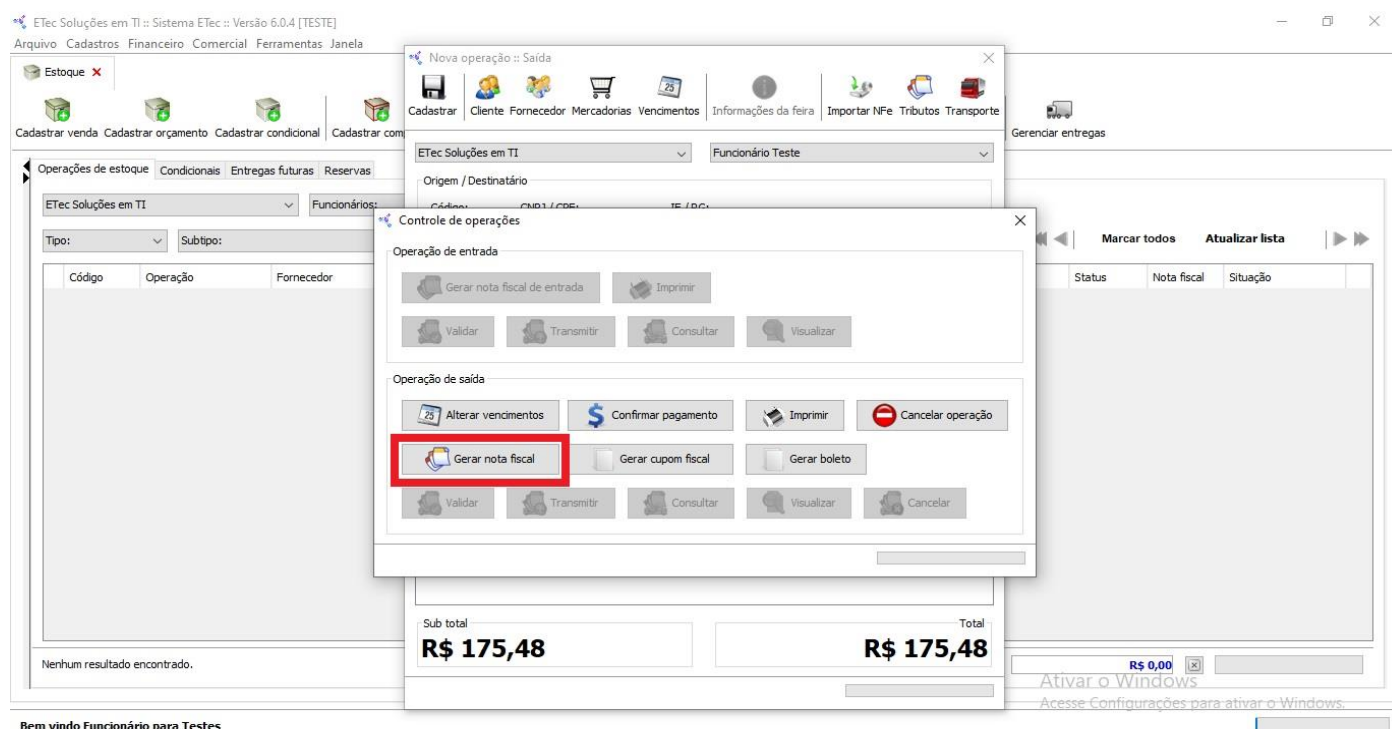 ETec Soluções em TI :: Sistema ETec :: Versão 6.0.4 [TESTE]
Arquivo Cadastros Financeiro Comercial Ferramentas Janela
Estoque
Cadastrar venda Cadastrar orçamento Cadastrar condicional Cadastrar com
Gerenciar entregas
Operações de estoque Condicionais Entregas futuras Reservas
ETec Soluções em TI Funcionários:
Tipo: Subtipo:
Marcar todos Atualizar lista
Código Operação Fornecedor
Status Nota fiscal Situação
Nova operação :: Saída
Cadastrar Cliente Fornecedor Mercadorias Vencimentos Informações da feira Importar NFe Tributos Transporte
ETec Soluções em TI Funcionário Teste
Origem / Destinatário
Código: CNPJ / CPF: IE / RG:
Controle de operações
Operação de entrada
Gerar nota fiscal de entrada Imprimir
Validar Transmitir Consultar Visualizar
Operação de saída
25 Alterar vencimentos Confirmar pagamento Imprimir Cancelar operação
Gerar nota fiscal Gerar cupom fiscal Gerar boleto
Validar Transmitir Consultar Visualizar Cancelar
Sub total Total
R$ 175,48 R$ 175,48
Nenhum resultado encontrado.
R$ 0,00
Ativar o Windows
Acesse Configurações para ativar o Windows.
Bem vindo Funcionário para Testes